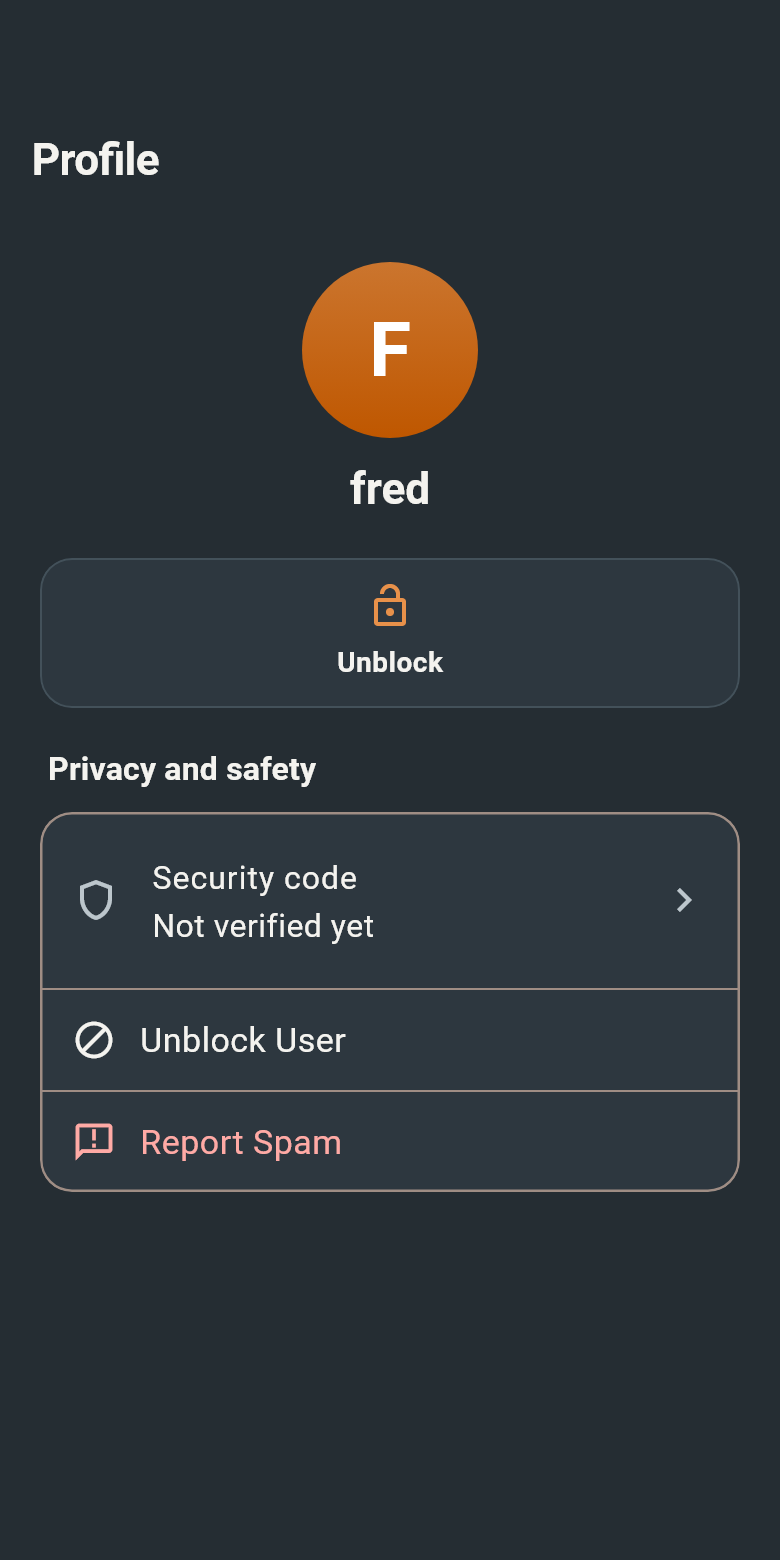 Profile
F
fred
Unblock
Privacy and safety
Security code
Not verified yet
Unblock User
Report Spam